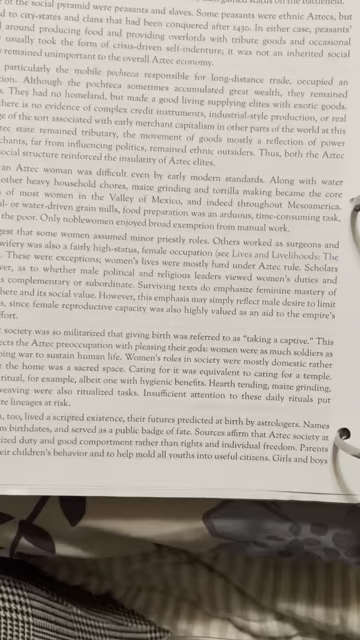 of the social pyramid were peasants and slaves. Some peasants were ethnic Aztecs, but
d to city-states and clans that had been conquered after 1430. In either case, peasants'
d around producing food and providing overlords with tribute goods and occasional
usually took the form of crisis-driven self-indenture; it was not an inherited social
remained unimportant to the overall Aztec economy.
particularly the mobile pochteca responsible for long-distance trade, occupied an
tion. Although the pochteca sometimes accumulated great wealth, they remained
s. They had no homeland, but made a good living supplying elites with exotic goods.
here is no evidence of complex credit instruments, industrial-style production, or real
ge of the sort associated with early merchant capitalism in other parts of the world at this
tec state remained tributary, the movement of goods mostly a reflection of power
chants, far from influencing politics, remained ethnic outsiders. Thus, both the Aztec
social structure reinforced the insularity of Aztec elites.
an Aztec woman was difficult even by early modern standards. Along with water
other heavy household chores, maize grinding and tortilla making became the core
of most women in the Valley of Mexico, and indeed throughout Mesoamerica.
al- or water-driven grain mills, food preparation was an arduous, time-consuming task,
the poor. Only noblewomen enjoyed broad exemption from manual work.
gest that some women assumed minor priestly roles. Others worked as surgeons and
wifery was also a fairly high-status, female occupation (see Lives and Livelihoods: The
. These were exceptions; women's lives were mostly hard under Aztec rule. Scholars
ver, as to whether male political and religious leaders viewed women's duties and
s complementary or subordinate. Surviving texts do emphasize feminine mastery of
here and its social value. However, this emphasis may simply reflect male desire to limit
s, since female reproductive capacity was also highly valued as an aid to the empire's
fort.
society was so militarized that giving birth was referred to as "taking a captive." This
ects the Aztec preoccupation with pleasing their gods: women were as much soldiers as
oing war to sustain human life. Women's roles in society were mostly domestic rather
t the home was a sacred space. Caring for it was equivalent to caring for a temple.
ritual, for example, albeit one with hygienic benefits. Hearth tending, maize grinding,
weaving were also ritualized tasks. Insufficient attention to these daily rituals put
re lineages at risk.
, too, lived a scripted existence, their futures predicted at birth by astrologers. Names
m birthdates, and served as a public badge of fate. Sources affirm that Aztec society at
ized duty and good comportment rather than rights and individual freedom. Parents
eir children's behavior and to help mold all youths into useful citizens. Girls and boys